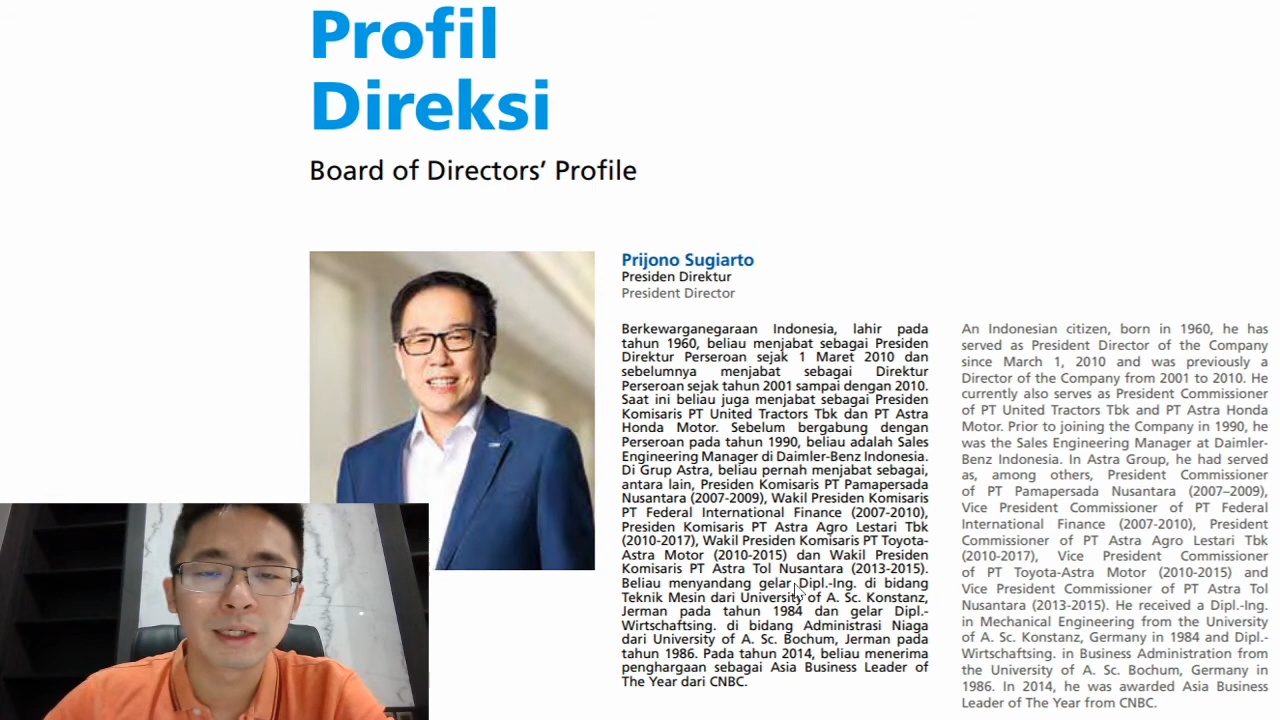 Profil
Direksi
Board of Directors’ Profile
Prijono Sugiarto
Presiden Direktur
President Director
Berkewarganegaraan Indonesia, lahir pada
tahun 1960, beliau menjabat sebagai Presiden
Direktur Perseroan sejak 1 Maret 2010 dan
sebelumnya menjabat sebagai Direktur
Perseroan sejak tahun 2001 sampai dengan 2010.
Saat ini beliau juga menjabat sebagai Presiden
Komisaris PT United Tractors Tbk dan PT Astra
Honda Motor. Sebelum bergabung dengan
Perseroan pada tahun 1990, beliau adalah Sales
Engineering Manager di Daimler-Benz Indonesia.
Di Grup Astra, beliau pernah menjabat sebagai,
antara lain, Presiden Komisaris PT Pamapersada
Nusantara (2007-2009), Wakil Presiden Komisaris
PT Federal International Finance (2007-2010),
Presiden Komisaris PT Astra Agro Lestari Tbk
(2010-2017), Wakil Presiden Komisaris PT Toyota-
Astra Motor (2010-2015) dan Wakil Presiden
Komisaris PT Astra Tol Nusantara (2013-2015).
Beliau menyandang gelar Dipl.-Ing. di bidang
Teknik Mesin dari University of A. Sc. Konstanz,
Jerman pada tahun 1984 dan gelar Dipl.-
Wirtschaftsing. di bidang Administrasi Niaga
dari University of A. Sc. Bochum, Jerman pada
tahun 1986. Pada tahun 2014, beliau menerima
penghargaan sebagai Asia Business Leader of
The Year dari CNBC.
An Indonesian citizen, born in 1960, he has
served as President Director of the Company
since March 1, 2010 and was previously a
Director of the Company from 2001 to 2010. He
currently also serves as President Commissioner
of PT United Tractors Tbk and PT Astra Honda
Motor. Prior to joining the Company in 1990, he
was the Sales Engineering Manager at Daimler-
Benz Indonesia. In Astra Group, he had served
as, among others, President Commissioner
of PT Pamapersada Nusantara (2007–2009),
Vice President Commissioner of PT Federal
International Finance (2007-2010), President
Commissioner of PT Astra Agro Lestari Tbk
(2010-2017), Vice President Commissioner
of PT Toyota-Astra Motor (2010-2015) and
Vice President Commissioner of PT Astra Tol
Nusantara (2013-2015). He received a Dipl.-Ing.
in Mechanical Engineering from the University
of A. Sc. Konstanz, Germany in 1984 and Dipl.-
Wirtschaftsing. in Business Administration from
the University of A. Sc. Bochum, Germany in
1986. In 2014, he was awarded Asia Business
Leader of The Year from CNBC.